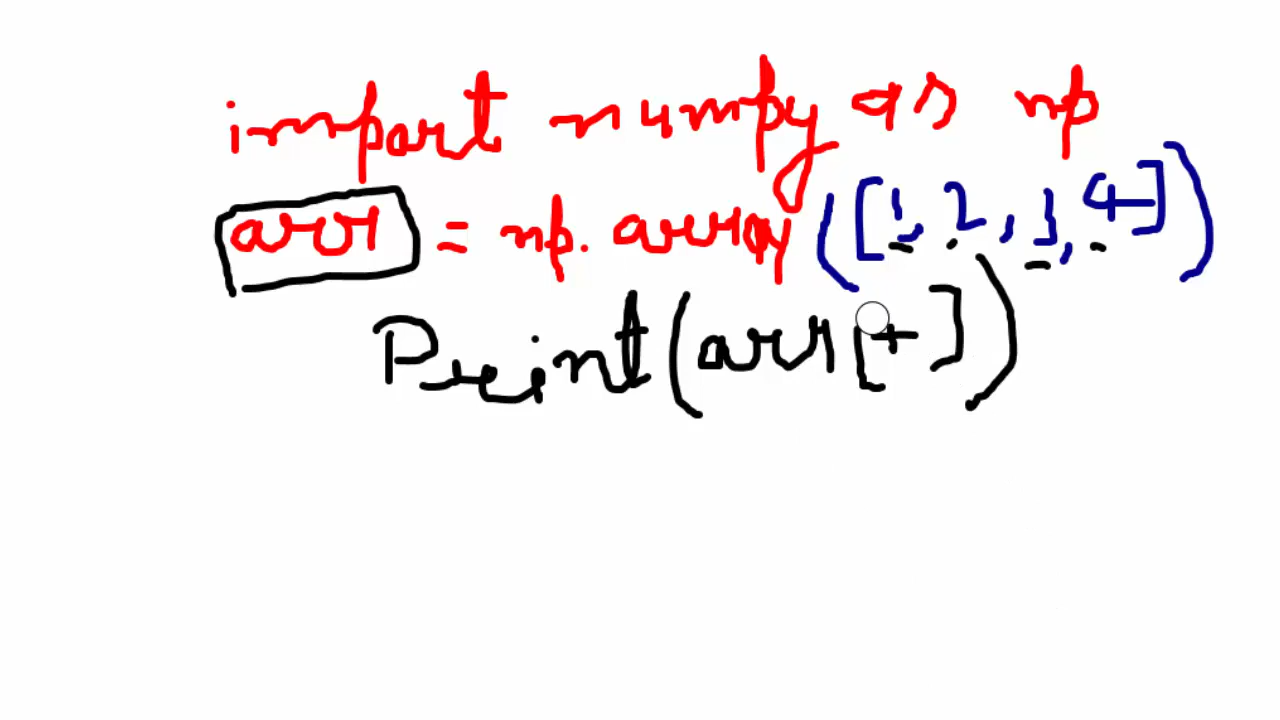 import numpy as np
arr = np.array([1, 2, 3, 4])
Print(arr[+])